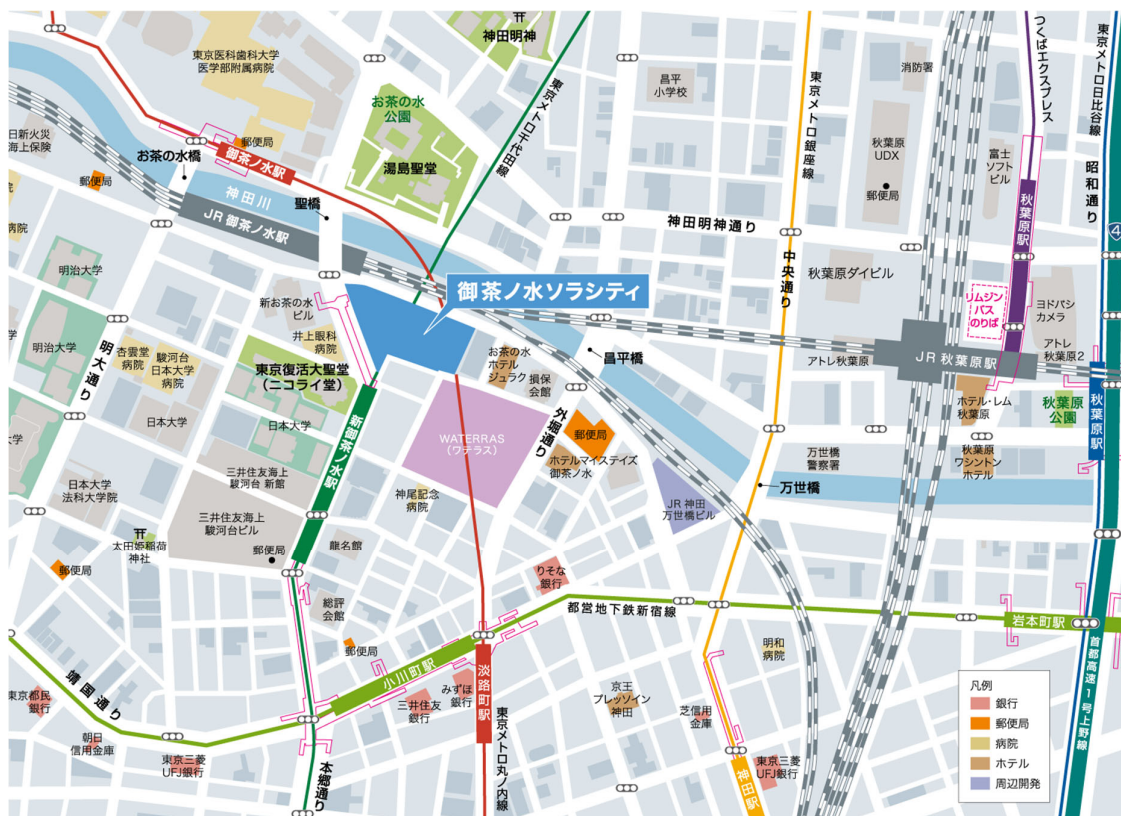 東京医科歯科大学
医学部附属病院
神田明神
消防署
つくばエクスプレス
東京メトロ日比谷線
東京メトロ千代田線
東京メトロ銀座線
昌平
小学校
お茶の水
公園
湯島聖堂
日新火災
海上保険
お茶の水橋
郵便局
御茶ノ水駅
郵便局
神田川
聖橋
JR 御茶ノ水駅
秋葉原
UDX
郵便局
富士
ソフト
ビル
秋葉原駅
昭和通り
4
神田明神通り
中央通り
秋葉原ダイビル
病院
明治大学
新お茶の水
ビル
御茶ノ水ソラシティ
リムジン
バス
のりば
ヨドバシ
カメラ
井上眼科
病院
明治大学
明大通り
杏雲堂
病院
駿河台
日本大学
病院
東京復活大聖堂
(ニコライ堂)
お茶の水
ホテル
ジュラク
損保
会館
昌平橋
アトレ秋葉原
JR 秋葉原駅
アトレ
秋葉原2
ホテル・レム
秋葉原
秋葉原
公園
秋葉原駅
日本大学
日本大学
新御茶ノ水駅
WATERRAS
(ワテラス)
外堀通り
郵便局
ホテルマイステイズ
御茶ノ水
万世橋
警察署
秋葉原
ワシントン
ホテル
大学
三井住友海上
駿河台 新館
日本大学
法科大学院
神尾記念
病院
JR 神田
万世橋ビル
万世橋
三井住友海上
駿河台ビル
太田姫稲荷
神社
郵便局
龍名館
郵便局
りそな
銀行
総評
会館
都営地下鉄新宿線
岩本町駅
郵便局
小川町駅
淡路町駅
明和
病院
首都高速1号上野線
靖国通り
東京都民
銀行
三井住友
銀行
みずほ
銀行
京王
プレッソイン
神田
芝信用
金庫
朝日
信用金庫
東京三菱
UFJ銀行
本郷通り
東京メトロ丸ノ内線
神田駅
東京三菱
UFJ銀行
凡例
銀行
郵便局
病院
ホテル
周辺開発